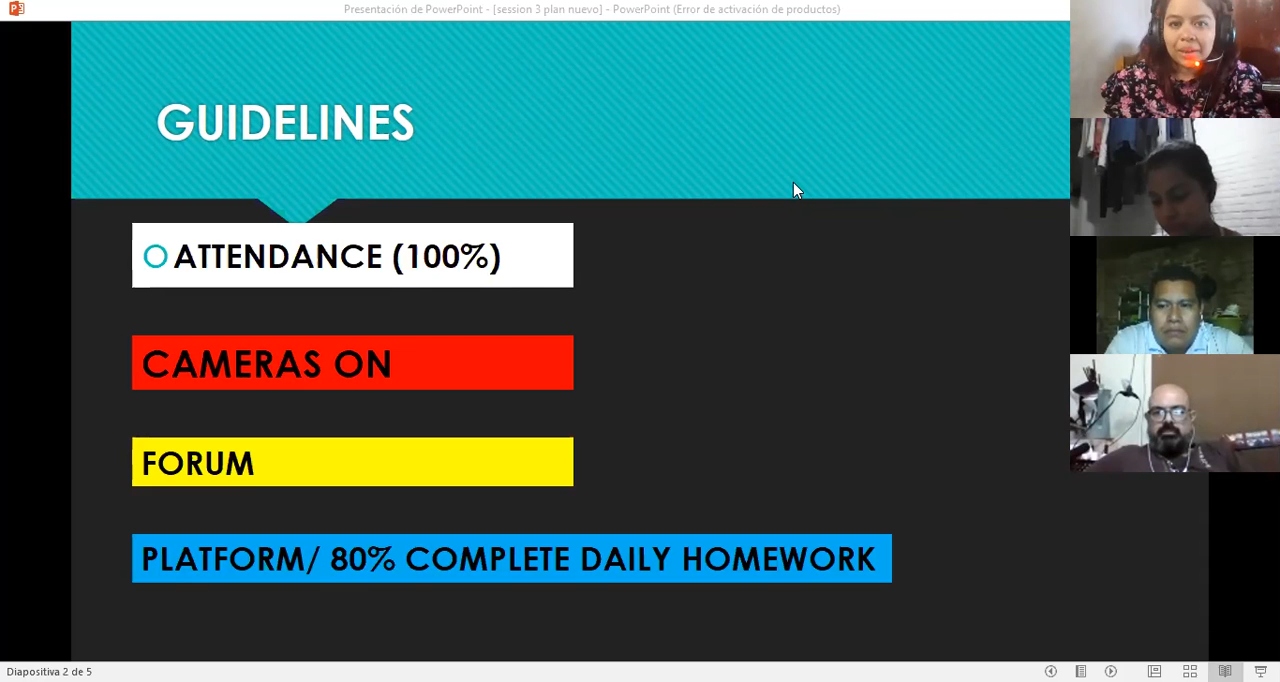 Presentación de PowerPoint - [session 3 plan nuevo] - PowerPoint (Error de activación de productos)
GUIDELINES
ATTENDANCE (100%)
CAMERAS ON
FORUM
PLATFORM/ 80% COMPLETE DAILY HOMEWORK
Diapositiva 2 de 5